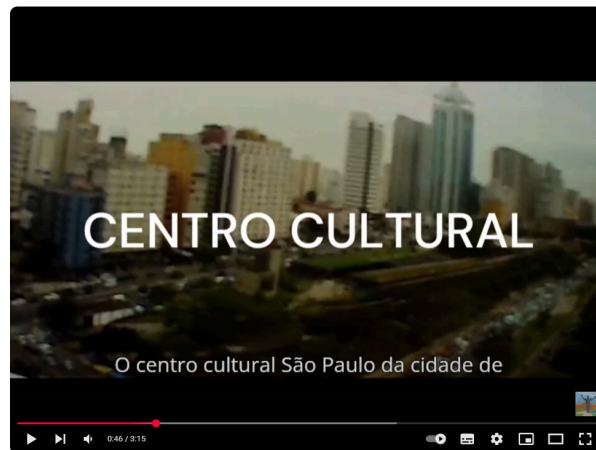 CENTRO CULTURAL
O centro cultural São Paulo da cidade de
0:46 / 3:15